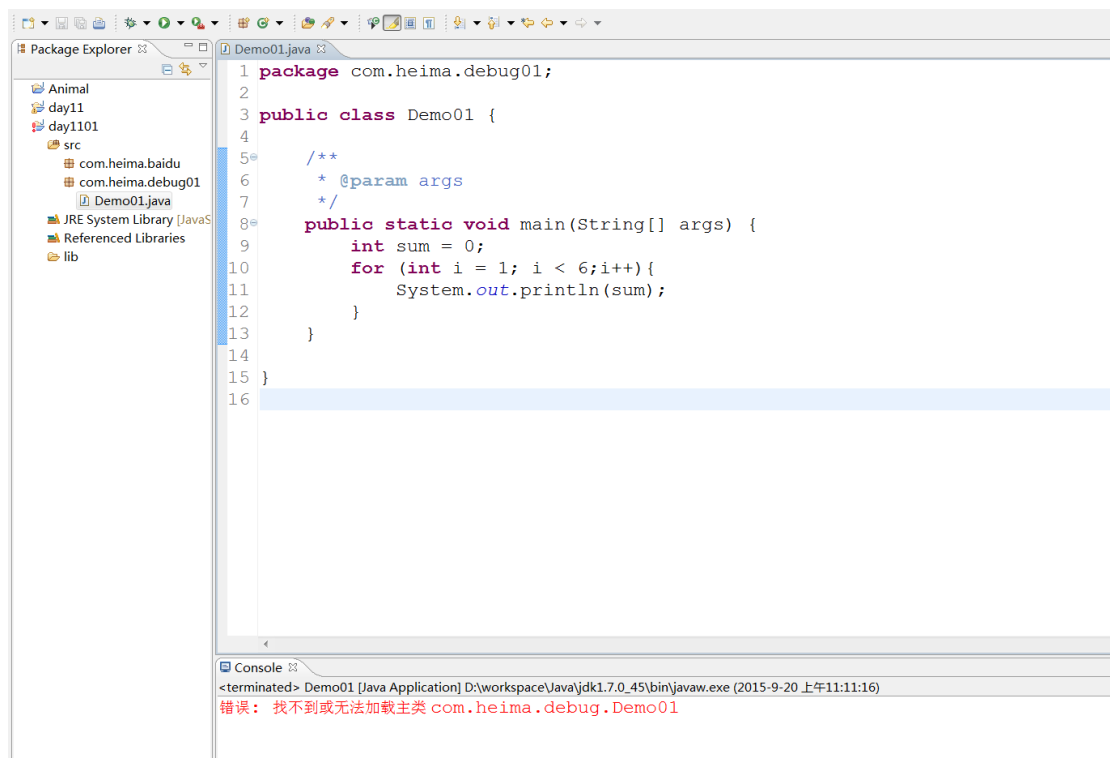 Package Explorer
Animal
day11
day1101
src
com.heima.baidu
com.heima.debug01
Demo01.java
JRE System Library [JavaS
Referenced Libraries
lib
Demo01.java
1 package com.heima.debug01;
2
3 public class Demo01 {
4
5 /**
6 * @param args
7 */
8 public static void main(String[] args) {
9 int sum = 0;
10 for (int i = 1; i < 6;i++){
11 System.out.println(sum);
12 }
13 }
14
15 }
16
Console
<terminated> Demo01 [Java Application] D:\workspace\Java\jdk1.7.0_45\bin\javaw.exe (2015-9-20 上午11:11:16)
错误: 找不到或无法加载主类 com.heima.debug.Demo01